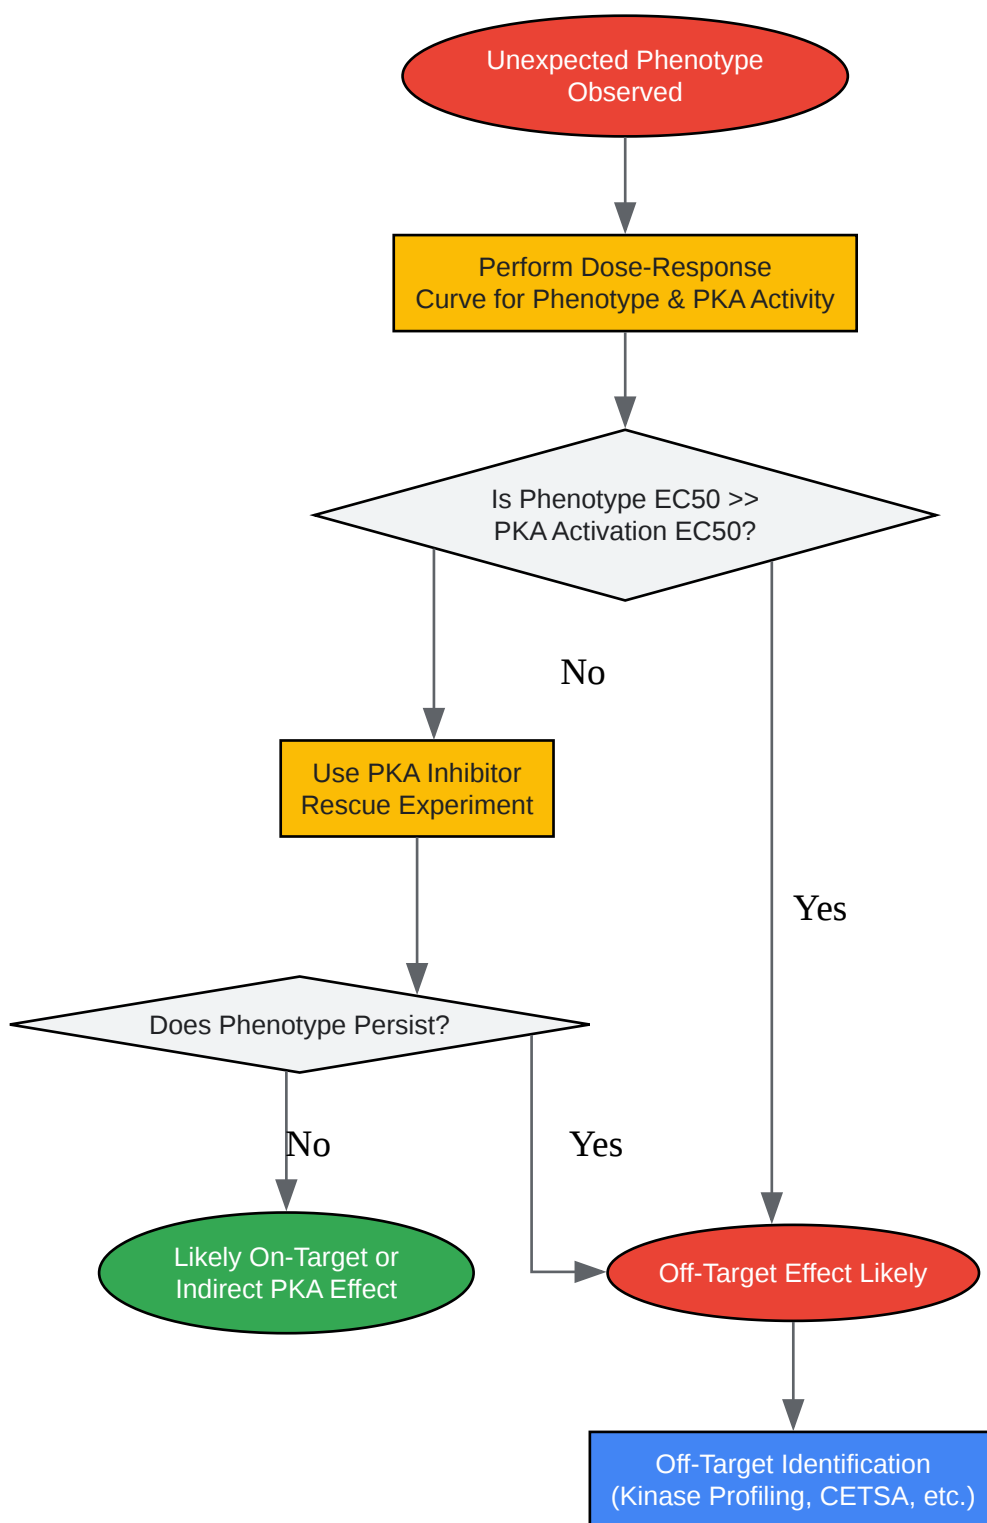 Unexpected Phenotype
Observed
Perform Dose-Response
Curve for Phenotype & PKA Activity
Is Phenotype EC50 >>
PKA Activation EC50?
No
Use PKA Inhibitor
Rescue Experiment
Yes
Does Phenotype Persist?
No
Yes
Likely On-Target or
Indirect PKA Effect
Off-Target Effect Likely
Off-Target Identification
(Kinase Profiling, CETSA, etc.)